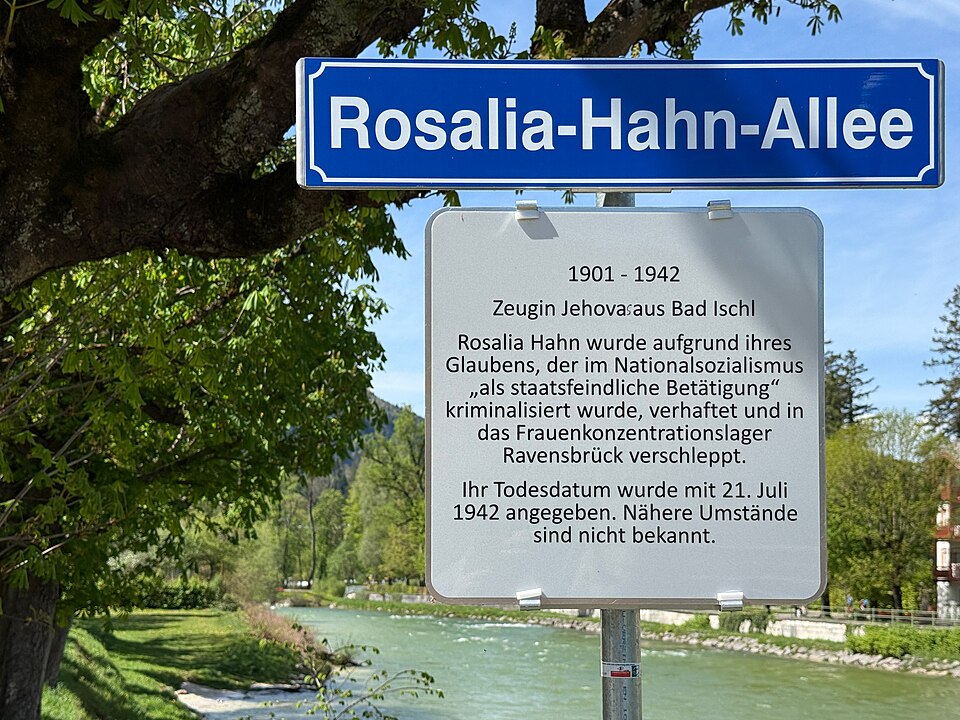 Rosalia-Hahn-Allee
1901 - 1942
Zeugin Jehovas aus Bad Ischl
Rosalia Hahn wurde aufgrund ihres
Glaubens, der im Nationalsozialismus
„als staatsfeindliche Betätigung“
kriminalisiert wurde, verhaftet und in
das Frauenkonzentrationslager
Ravensbrück verschleppt.
Ihr Todesdatum wurde mit 21. Juli
1942 angegeben. Nähere Umstände
sind nicht bekannt.